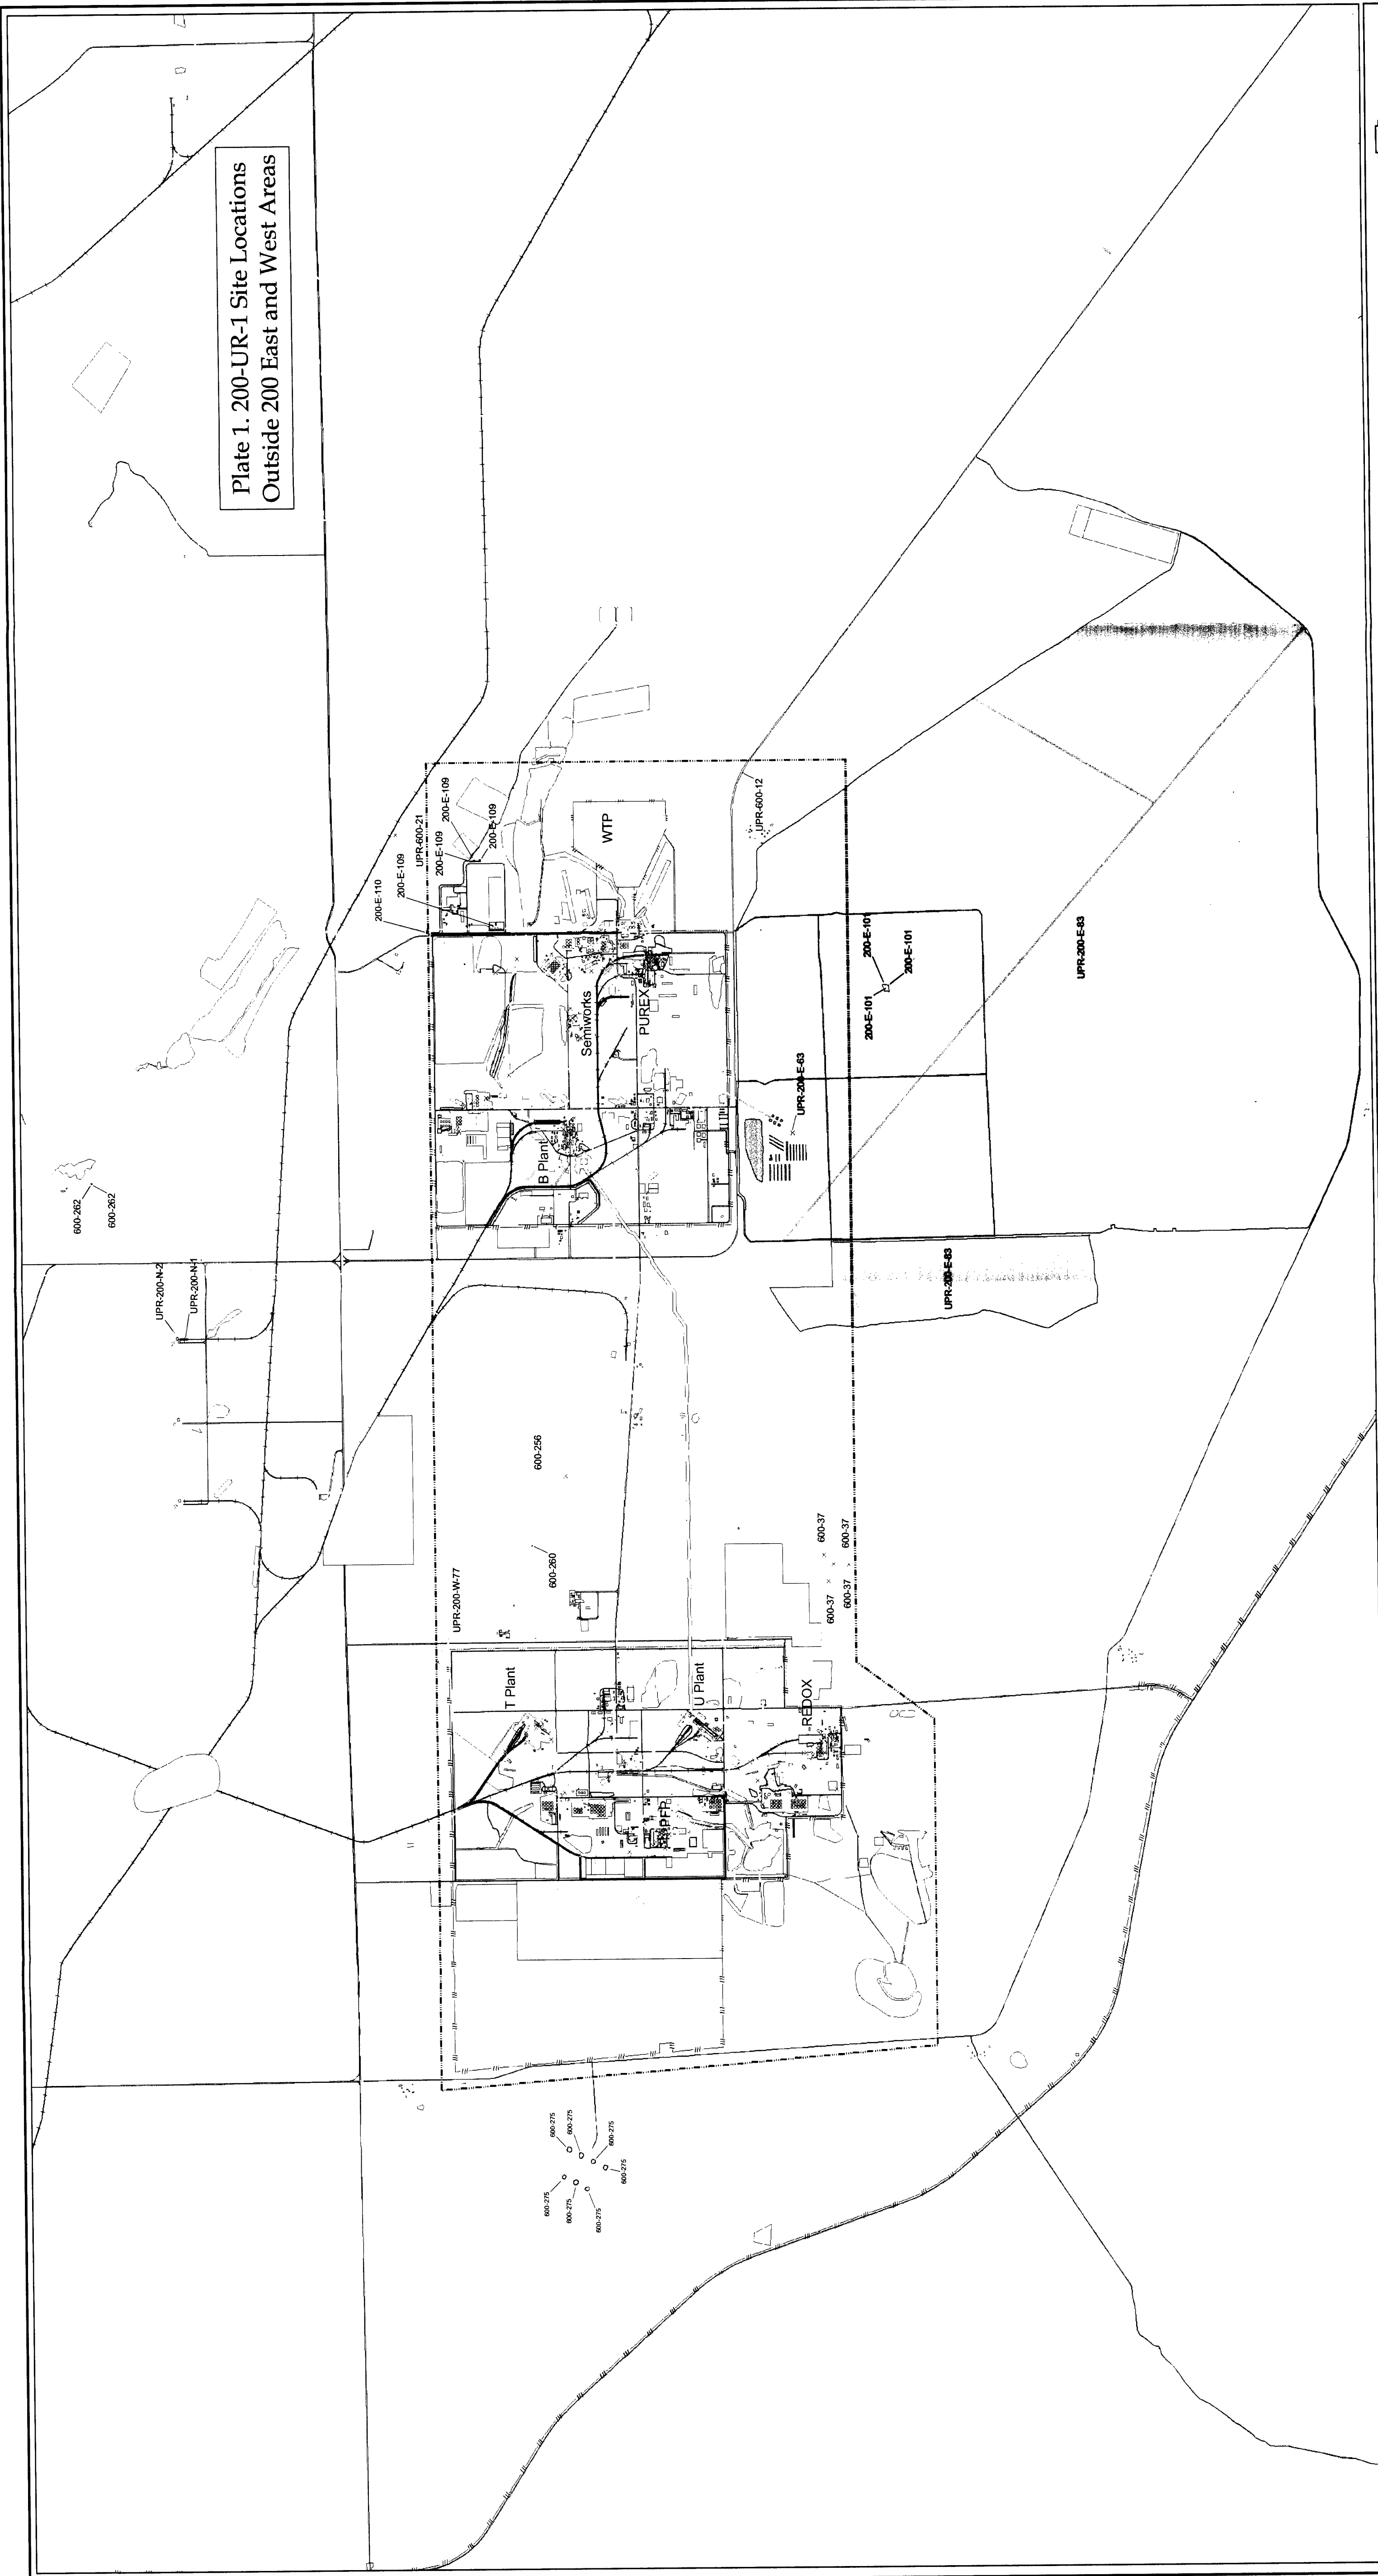 Plate 1. 200-UR-1 Site Locations
Outside 200 East and West Areas
600-262
600-262
UPR-200-N-2
UPR-200-N-1
200-E-110
200-E-109
UPR-600-21
200-E-109
200-E-109
200-E-109
UPR-200-W-77
600-260
600-256
B Plant
Semiworks
WTP
PUREX
T Plant
U Plant
PFP
REDOX
UPR-600-12
UPR-200-E-63
600-37
600-37
600-37
600-37
200-E-101
200-E-101
200-E-101
UPR-200-E-83
UPR-200-E-83
600-275
600-275
600-275
600-275
600-275
600-275
600-275